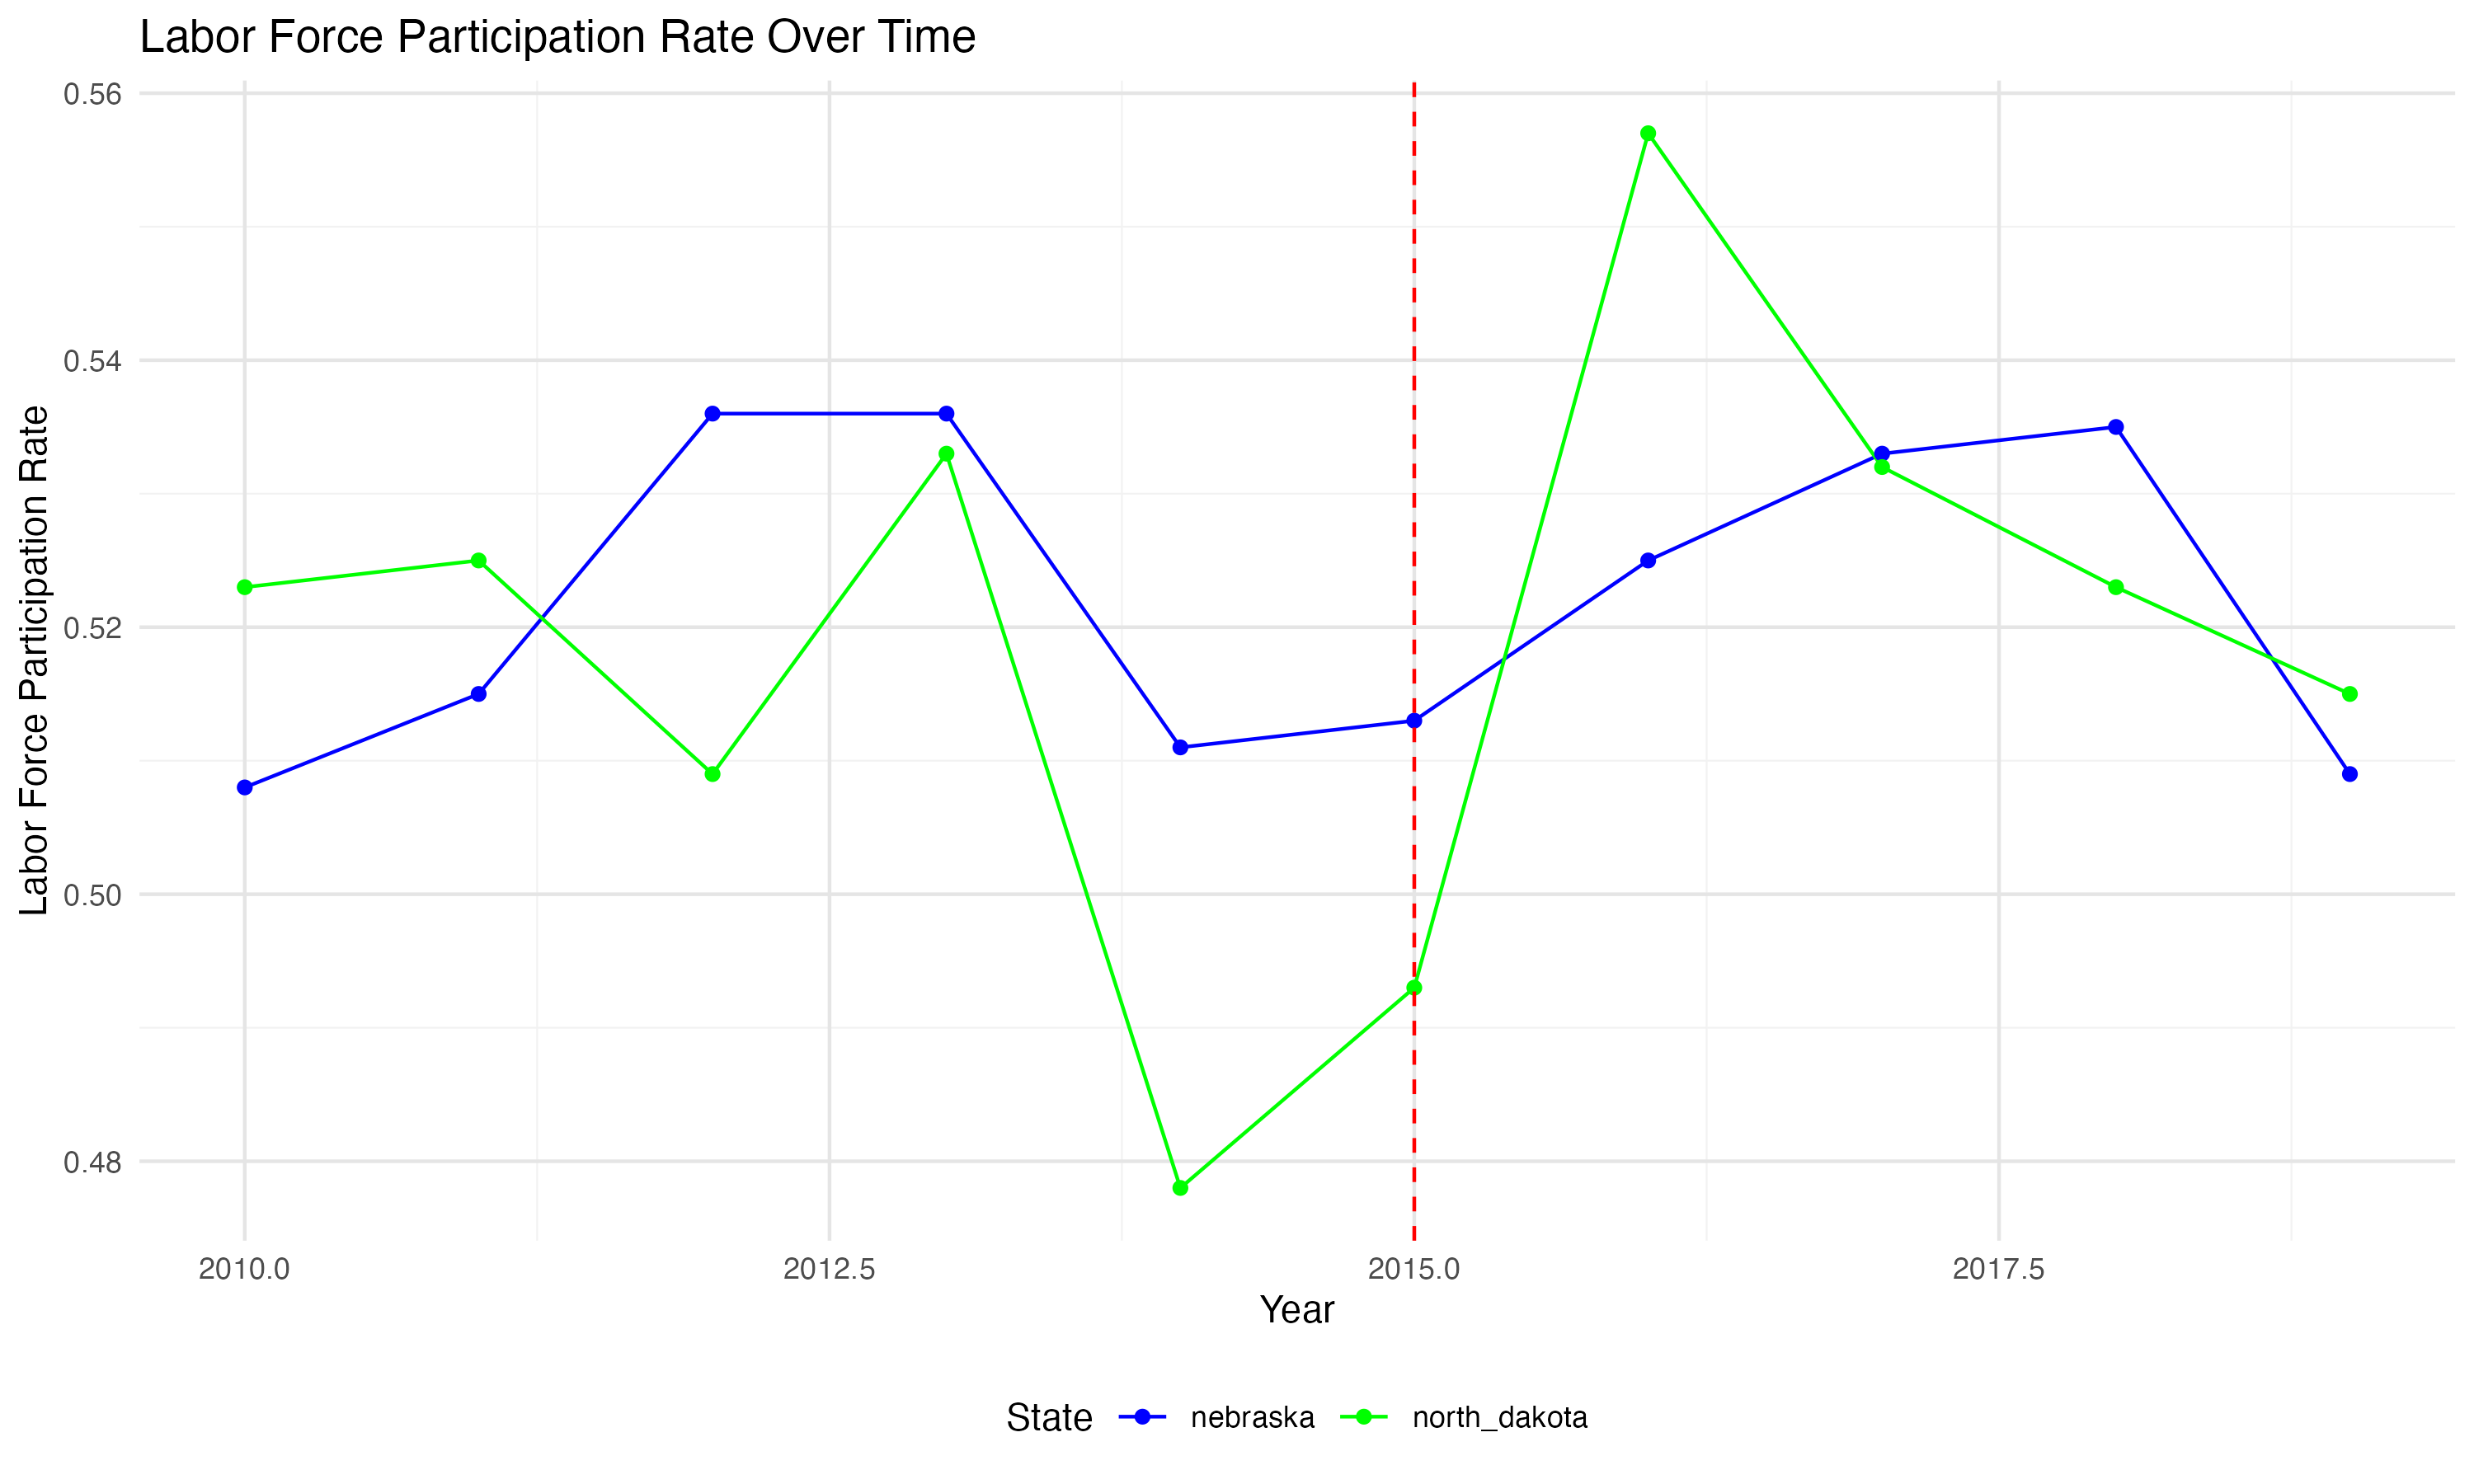 Labor Force Participation Rate Over Time
Labor Force Participation Rate
0.56
0.54
0.52
0.50
0.48
2010.0 2012.5 2015.0 2017.5
Year
State nebraska north_dakota